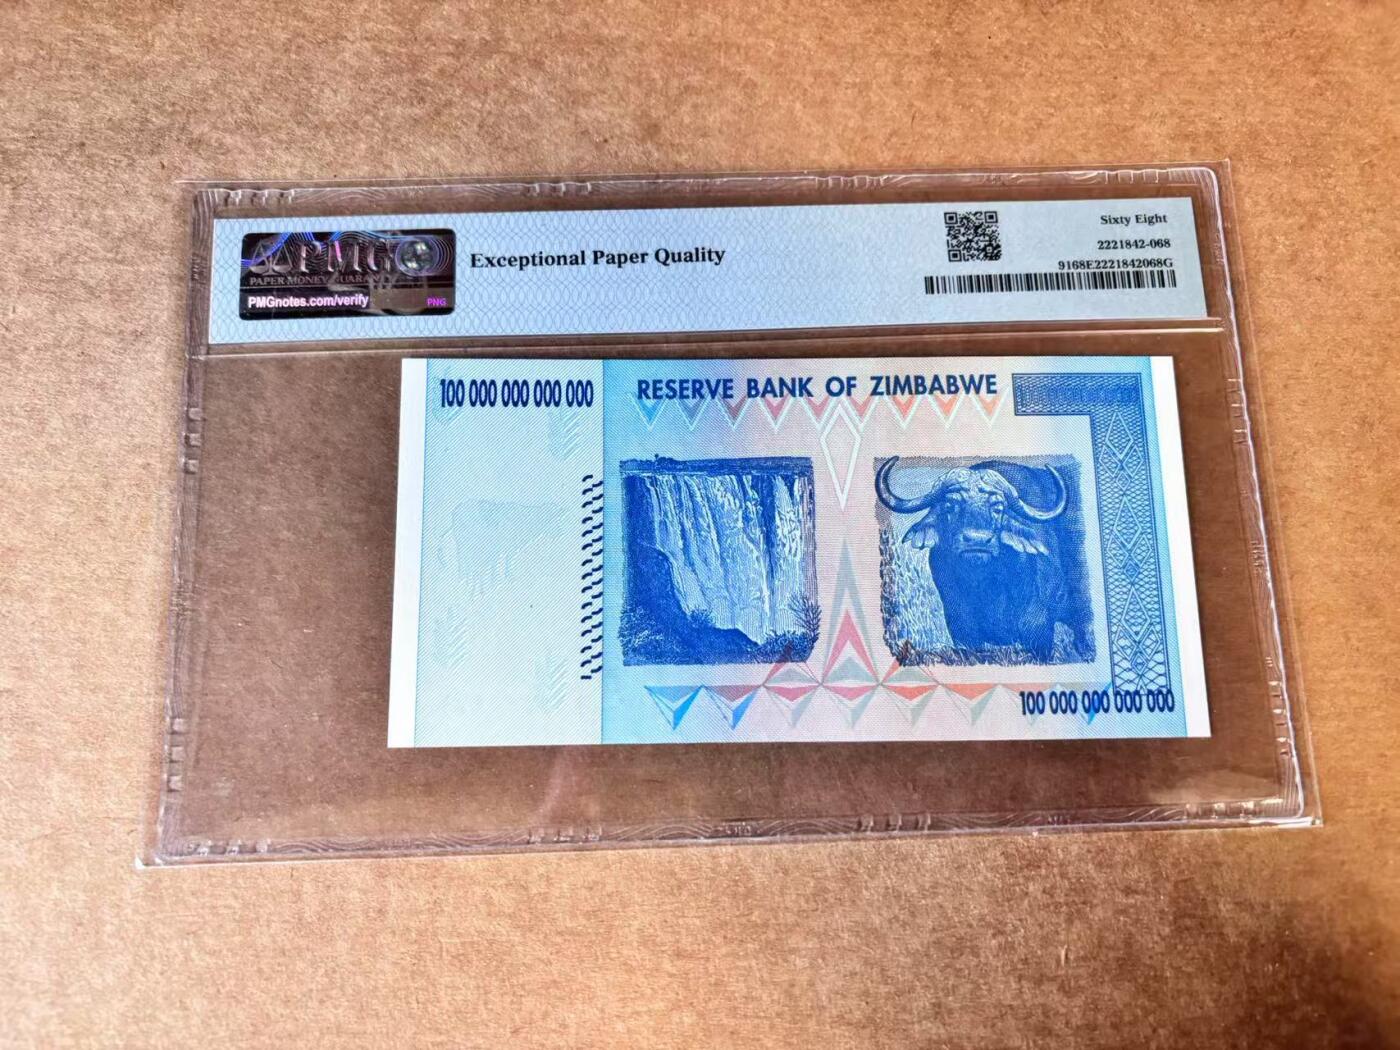 PMG
PAPER MONEY GUARANTY
PMGnotes.com/verify
PNG
Exceptional Paper Quality
Sixty Eight
2221842-068
9168E2221842068G
100 000 000 000 000
RESERVE BANK OF ZIMBABWE
100 000 000 000 000